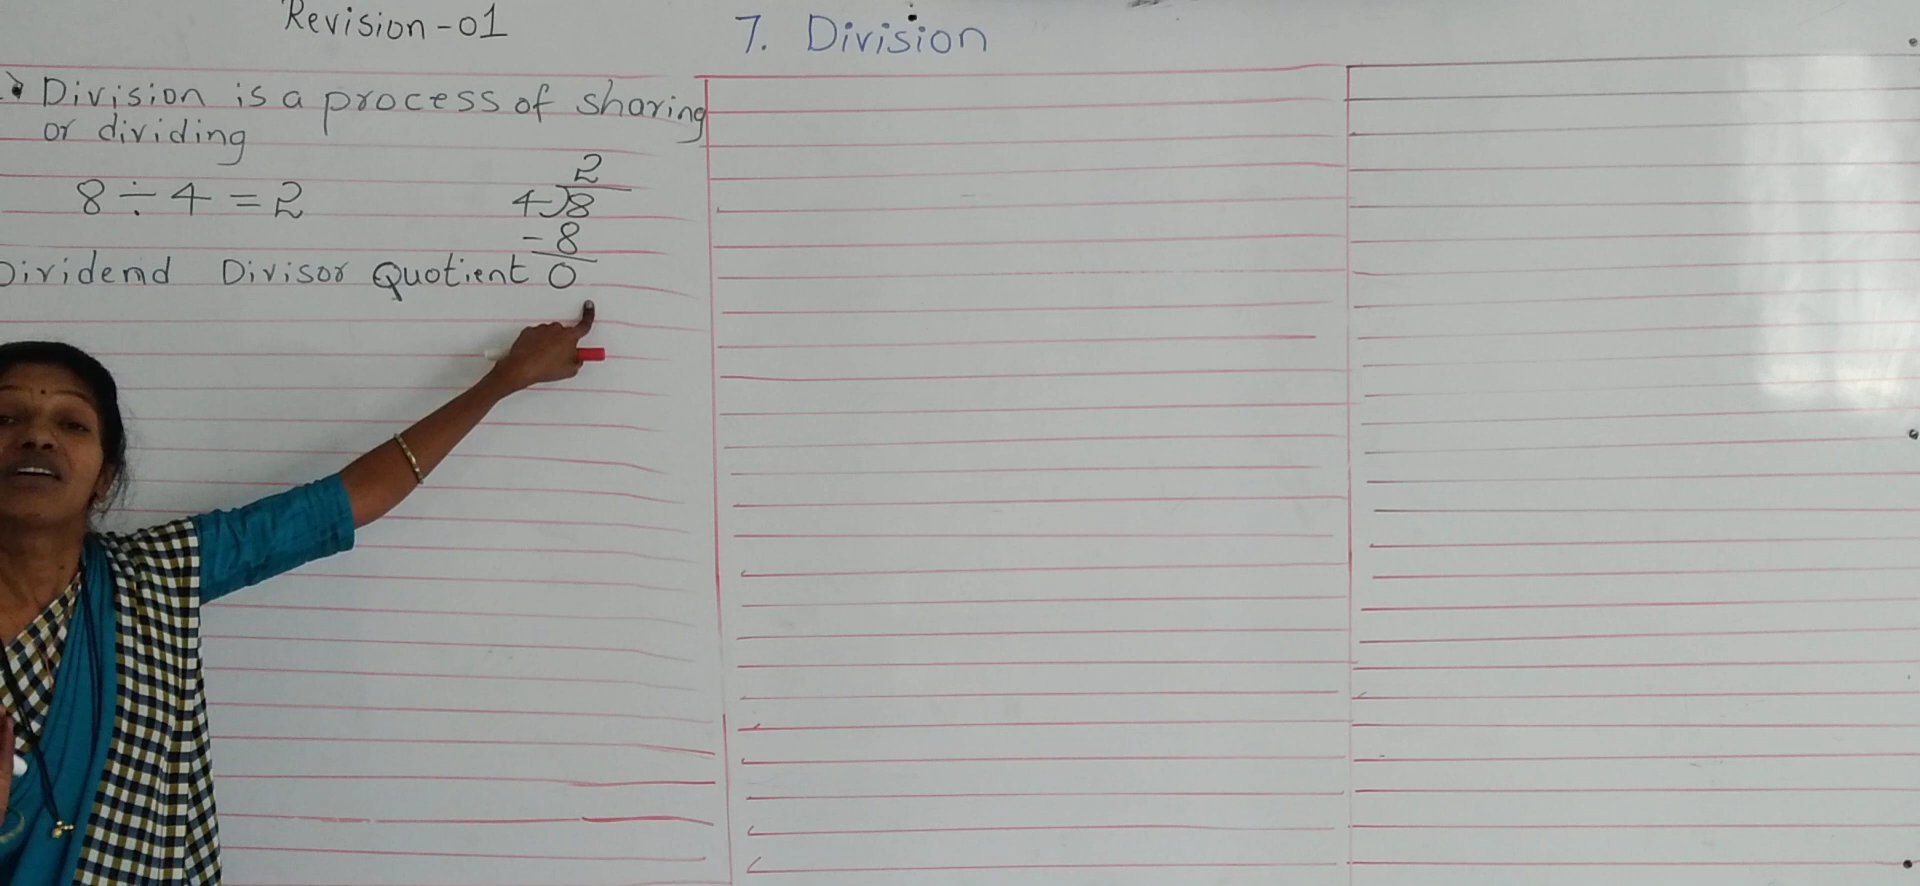 Revision-01
7. Division
Division is a process of sharing
or dividing
8 ÷ 4 = 2
2
4)8
-8
0
Dividend Divisor Quotient